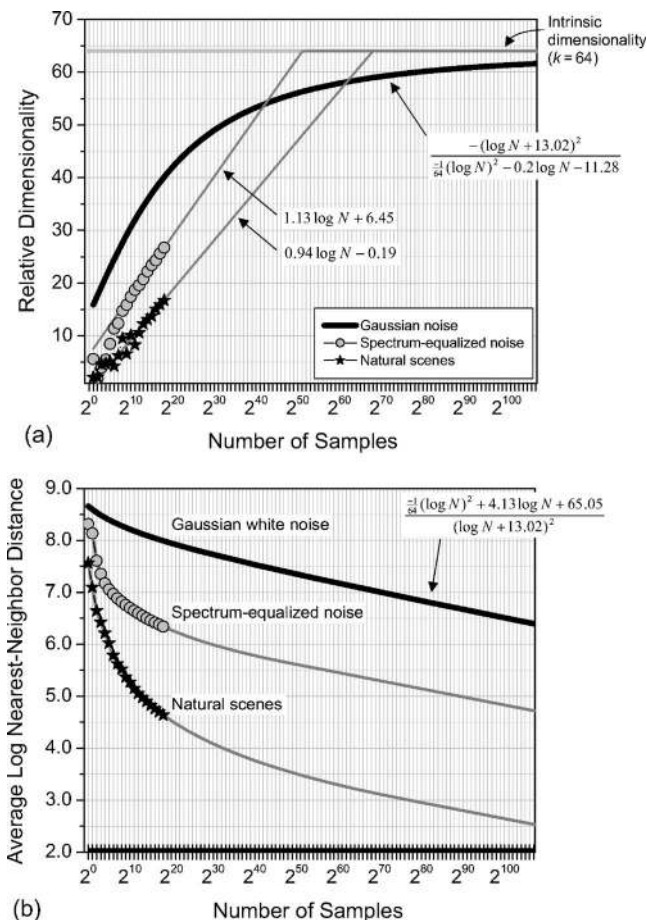 70
60
50
40
30
20
10
Relative Dimensionality
Intrinsic
dimensionality
(k = 64)
−(log N + 13.02)²
−1/64 (log N)² − 0.2 log N − 11.28
1.13 log N + 6.45
0.94 log N − 0.19
Gaussian noise
Spectrum-equalized noise
Natural scenes
2⁰ 2¹⁰ 2²⁰ 2³⁰ 2⁴⁰ 2⁵⁰ 2⁶⁰ 2⁷⁰ 2⁸⁰ 2⁹⁰ 2¹⁰⁰
(a)
Number of Samples
9.0
8.0
7.0
6.0
5.0
4.0
3.0
2.0
Average Log Nearest-Neighbor Distance
Gaussian white noise
−1/64 (log N)² + 4.13 log N + 65.05
(log N + 13.02)²
Spectrum-equalized noise
Natural scenes
2⁰ 2¹⁰ 2²⁰ 2³⁰ 2⁴⁰ 2⁵⁰ 2⁶⁰ 2⁷⁰ 2⁸⁰ 2⁹⁰ 2¹⁰⁰
(b)
Number of Samples